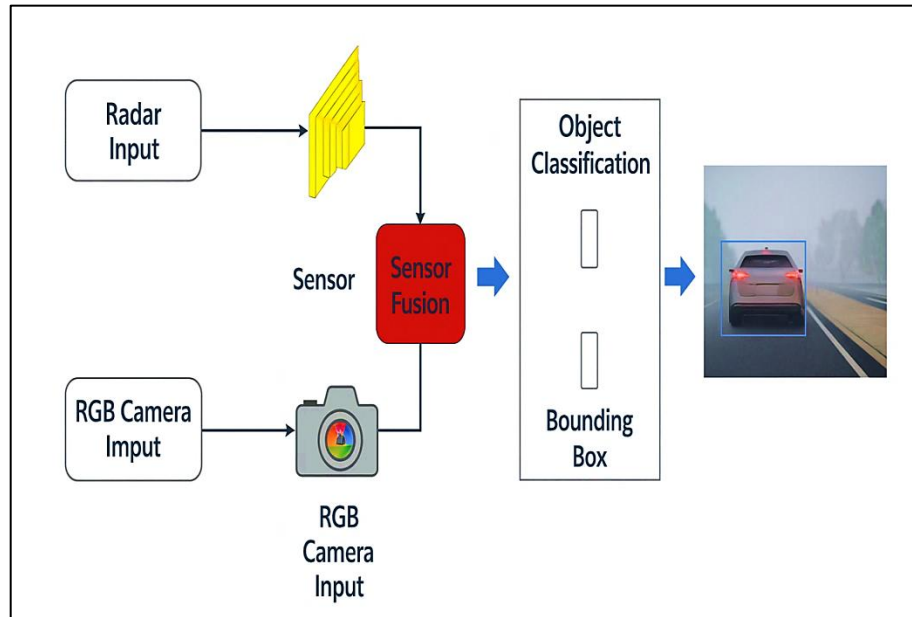 Radar
Input
Object
Classification
Sensor
Sensor
Fusion
RGB Camera
Imput
Bounding
Box
RGB
Camera
Input